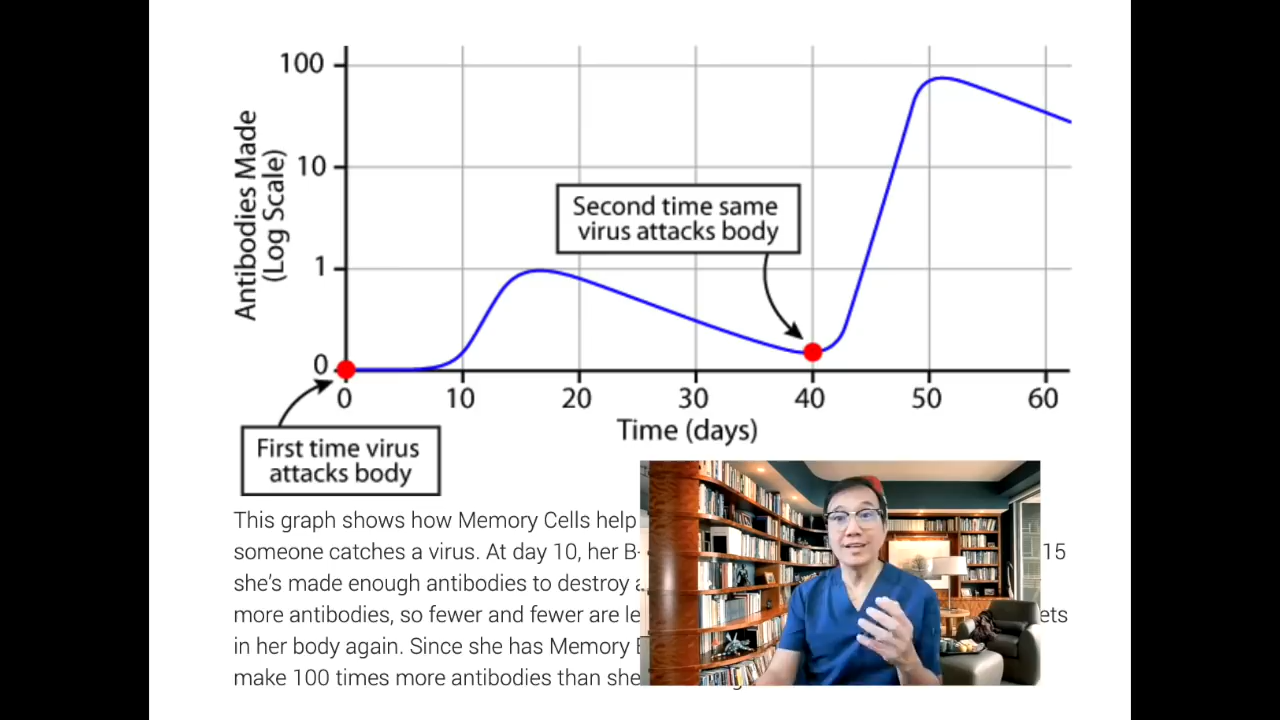 100
10
1
0
Antibodies Made
(Log Scale)
Second time same
virus attacks body
0 10 20 30 40 50 60
Time (days)
First time virus
attacks body
This graph shows how Memory Cells help
someone catches a virus. At day 10, her B- 15
she's made enough antibodies to destroy
more antibodies, so fewer and fewer are ets
in her body again. Since she has Memory
make 100 times more antibodies than she